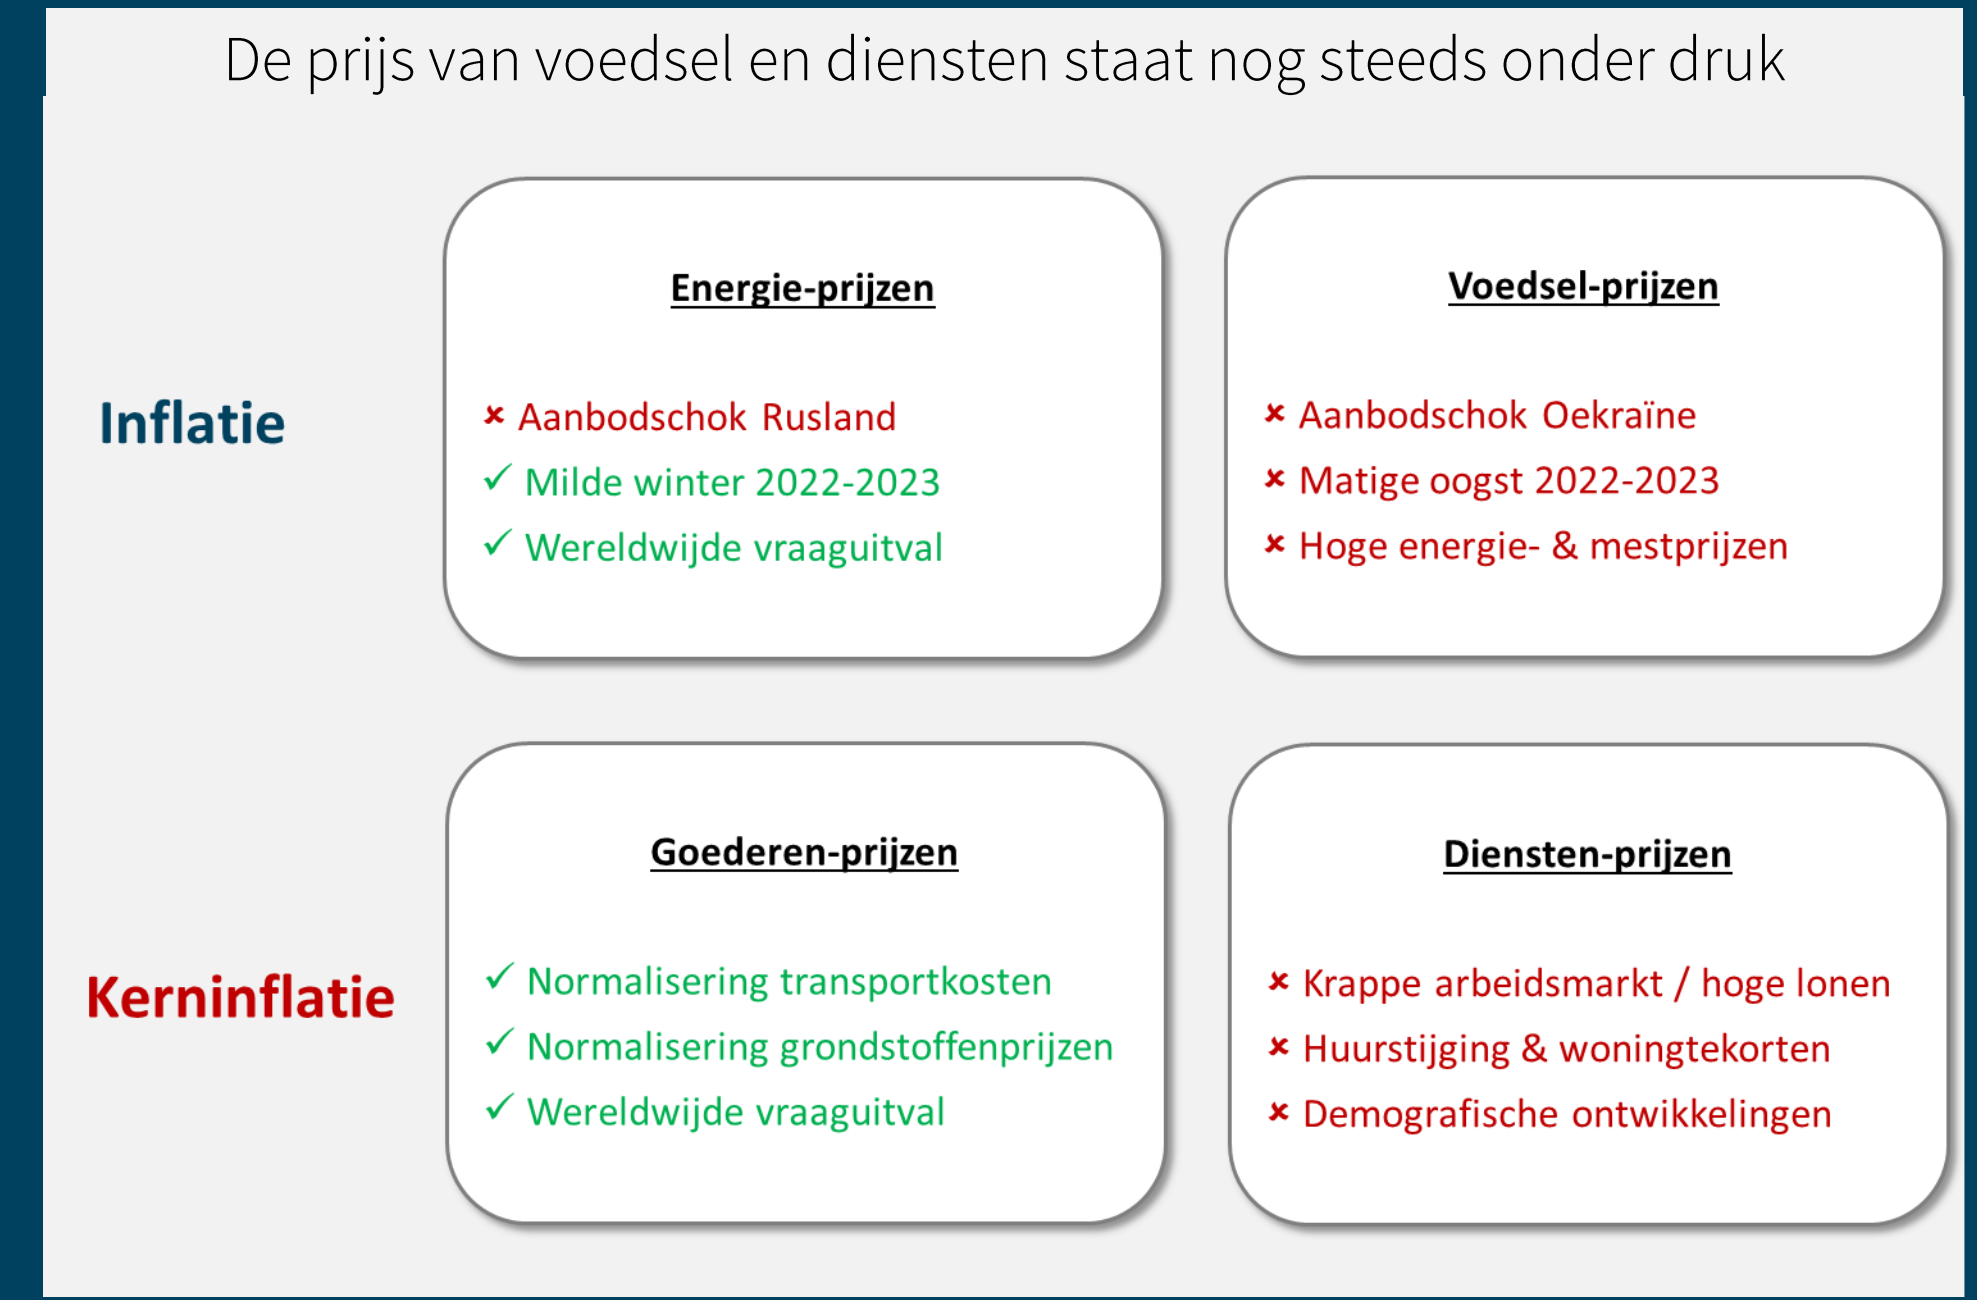 De prijs van voedsel en diensten staat nog steeds onder druk
Inflatie
Energie-prijzen
✘ Aanbodschok Rusland
✓ Milde winter 2022-2023
✓ Wereldwijde vraaguitval
Voedsel-prijzen
✘ Aanbodschok Oekraïne
✘ Matige oogst 2022-2023
✘ Hoge energie- & mestprijzen
Kerninflatie
Goederen-prijzen
✓ Normalisering transportkosten
✓ Normalisering grondstoffenprijzen
✓ Wereldwijde vraaguitval
Diensten-prijzen
✘ Krappe arbeidsmarkt / hoge lonen
✘ Huurstijging & woningtekorten
✘ Demografische ontwikkelingen